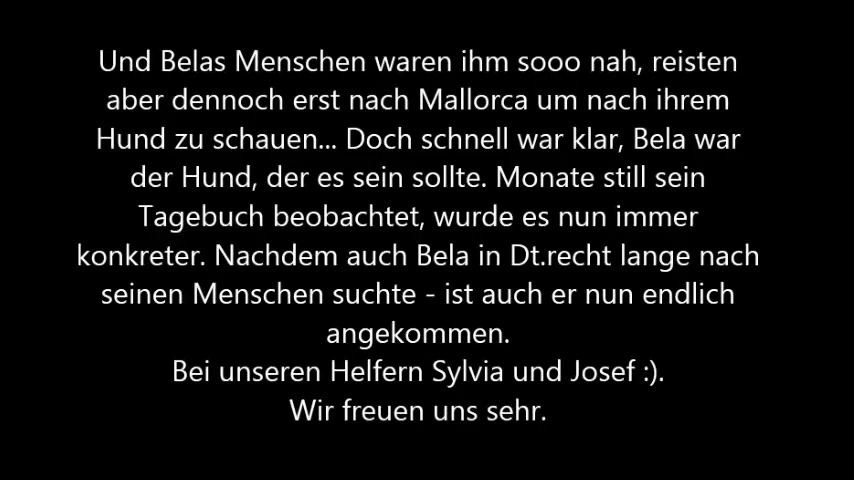 Und Belas Menschen waren ihm sooo nah, reisten
aber dennoch erst nach Mallorca um nach ihrem
Hund zu schauen... Doch schnell war klar, Bela war
der Hund, der es sein sollte. Monate still sein
Tagebuch beobachtet, wurde es nun immer
konkreter. Nachdem auch Bela in Dt.recht lange nach
seinen Menschen suchte - ist auch er nun endlich
angekommen.
Bei unseren Helfern Sylvia und Josef :).
Wir freuen uns sehr.